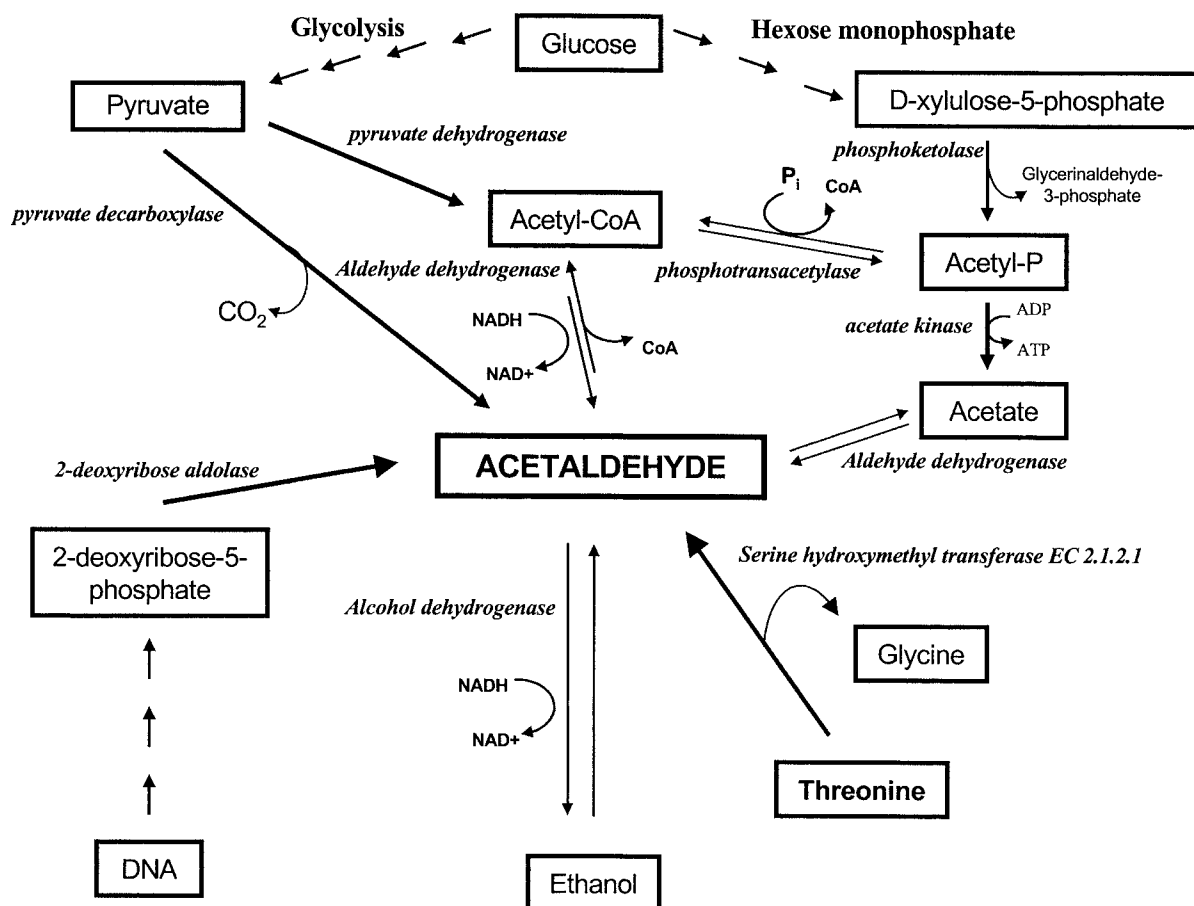 Glycolysis
Glucose
Hexose monophosphate
Pyruvate
D-xylulose-5-phosphate
pyruvate dehydrogenase
phosphoketolase
Glycerinaldehyde-
3-phosphate
pyruvate decarboxylase
Pi
CoA
Acetyl-CoA
Aldehyde dehydrogenase
phosphotransacetylase
Acetyl-P
CO2
NADH
NAD+
CoA
acetate kinase
ADP
ATP
Acetate
Aldehyde dehydrogenase
2-deoxyribose aldolase
ACETALDEHYDE
2-deoxyribose-5-
phosphate
Serine hydroxymethyl transferase EC 2.1.2.1
Alcohol dehydrogenase
Glycine
NADH
NAD+
Threonine
DNA
Ethanol